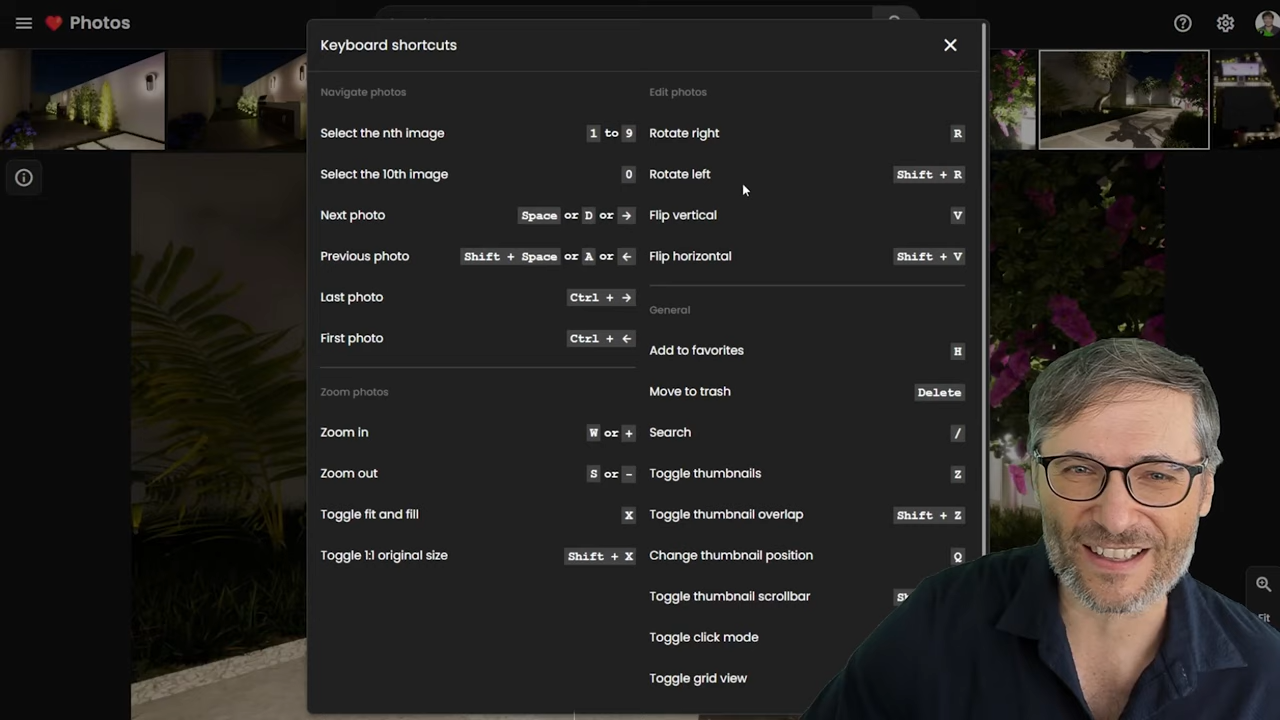 Photos
Keyboard shortcuts
Navigate photos
Select the nth image 1 to 9
Select the 10th image 0
Next photo Space or D or →
Previous photo Shift + Space or A or ←
Last photo Ctrl + →
First photo Ctrl + ←
Zoom photos
Zoom in W or +
Zoom out S or -
Toggle fit and fill X
Toggle 1:1 original size Shift + X
Edit photos
Rotate right R
Rotate left Shift + R
Flip vertical V
Flip horizontal Shift + V
General
Add to favorites H
Move to trash Delete
Search /
Toggle thumbnails Z
Toggle thumbnail overlap Shift + Z
Change thumbnail position Q
Toggle thumbnail scrollbar
Toggle click mode
Toggle grid view
Fit